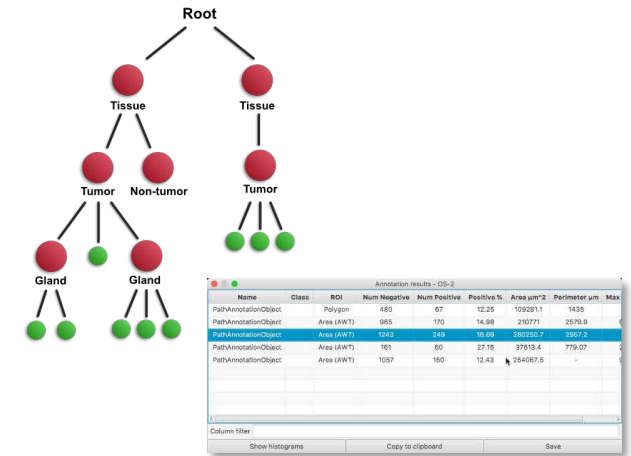 Root
Tissue Tissue
Tumor Non-tumor Tumor
Gland Gland
Annotation results - OS-2
Name Class ROI Num Negative Num Positive Positive % Area µm^2 Perimeter µm Max
PathAnnotationObject Polygon 480 67 12.25 109281.1 1435
PathAnnotationObject Area (AWT) 965 170 14.98 210771 2579.9
PathAnnotationObject Area (AWT) 1243 249 16.69 280250.7 2957.2
PathAnnotationObject Area (AWT) 161 60 27.15 37613.4 779.07
PathAnnotationObject Area (AWT) 1057 150 12.43 254067.5 -
Column filter
Show histograms Copy to clipboard Save